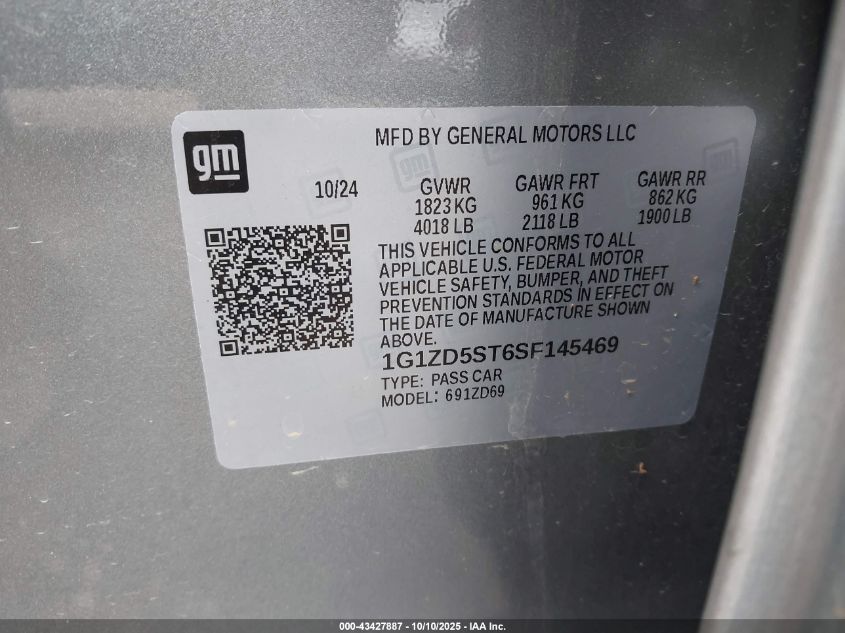 MFD BY GENERAL MOTORS LLC
gm
10/24
GVWR GAWR FRT GAWR RR
1823 KG 961 KG 862 KG
4018 LB 2118 LB 1900 LB
THIS VEHICLE CONFORMS TO ALL
APPLICABLE U.S. FEDERAL MOTOR
VEHICLE SAFETY, BUMPER, AND THEFT
PREVENTION STANDARDS IN EFFECT ON
THE DATE OF MANUFACTURE SHOWN
ABOVE.
1G1ZD5ST6SF145469
TYPE: PASS CAR
MODEL: 691ZD69
000-43427887 - 10/10/2025 - IAA Inc.